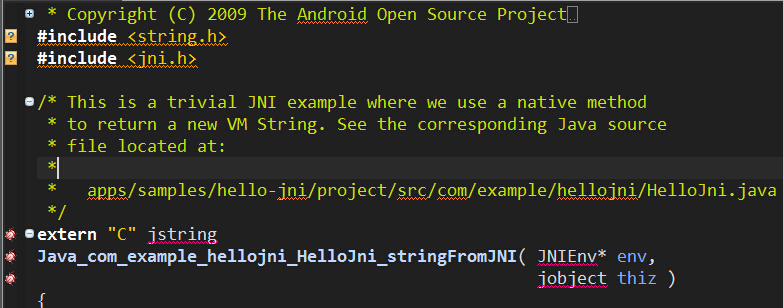 * Copyright (C) 2009 The Android Open Source Project
#include <string.h>
#include <jni.h>
/* This is a trivial JNI example where we use a native method
* to return a new VM String. See the corresponding Java source
* file located at:
*
*   apps/samples/hello-jni/project/src/com/example/hellojni/HelloJni.java
*/
extern "C" jstring
Java_com_example_hellojni_HelloJni_stringFromJNI( JNIEnv* env,
jobject thiz )
{